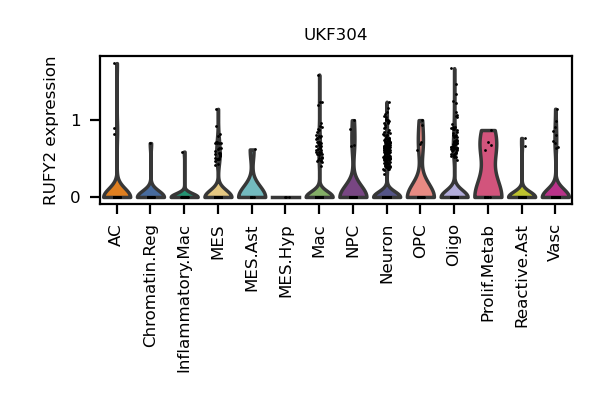 UKF304
RUFY2 expression
1
0
AC
Chromatin.Reg
Inflammatory.Mac
MES
MES.Ast
MES.Hyp
Mac
NPC
Neuron
OPC
Oligo
Prolif.Metab
Reactive.Ast
Vasc